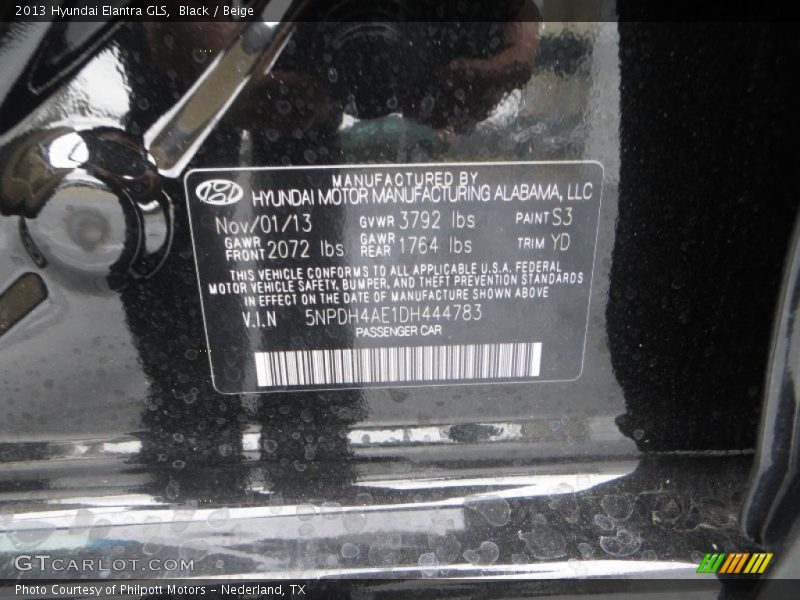 2013 Hyundai Elantra GLS,  Black / Beige
MANUFACTURED BY
HYUNDAI MOTOR MANUFACTURING ALABAMA, LLC
Nov/01/13 GVWR 3792 lbs PAINT S3
GAWR FRONT 2072 lbs GAWR REAR 1764 lbs TRIM YD
THIS VEHICLE CONFORMS TO ALL APPLICABLE U.S.A. FEDERAL
MOTOR VEHICLE SAFETY, BUMPER, AND THEFT PREVENTION STANDARDS
IN EFFECT ON THE DATE OF MANUFACTURE SHOWN ABOVE
V.I.N 5NPDH4AE1DH444783
PASSENGER CAR
GTCARLOT.COM
Photo Courtesy of Philpott Motors - Nederland, TX